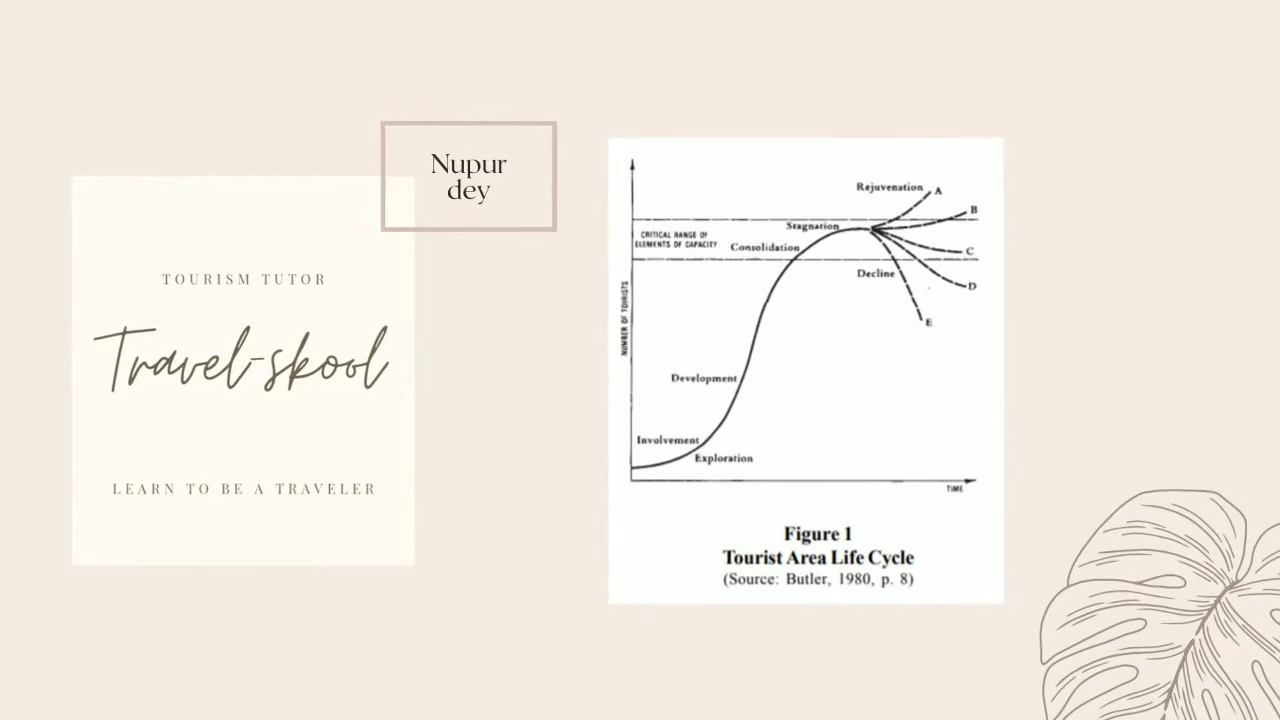 Nupur
dey
TOURISM TUTOR
Travel-skool
LEARN TO BE A TRAVELER
Rejuvenation
A
B
Stagnation
CRITICAL RANGE OF
ELEMENTS OF CAPACITY
Consolidation
C
Decline
D
E
NUMBER OF TOURISTS
Development
Involvement
Exploration
TIME
Figure 1
Tourist Area Life Cycle
(Source: Butler, 1980, p. 8)